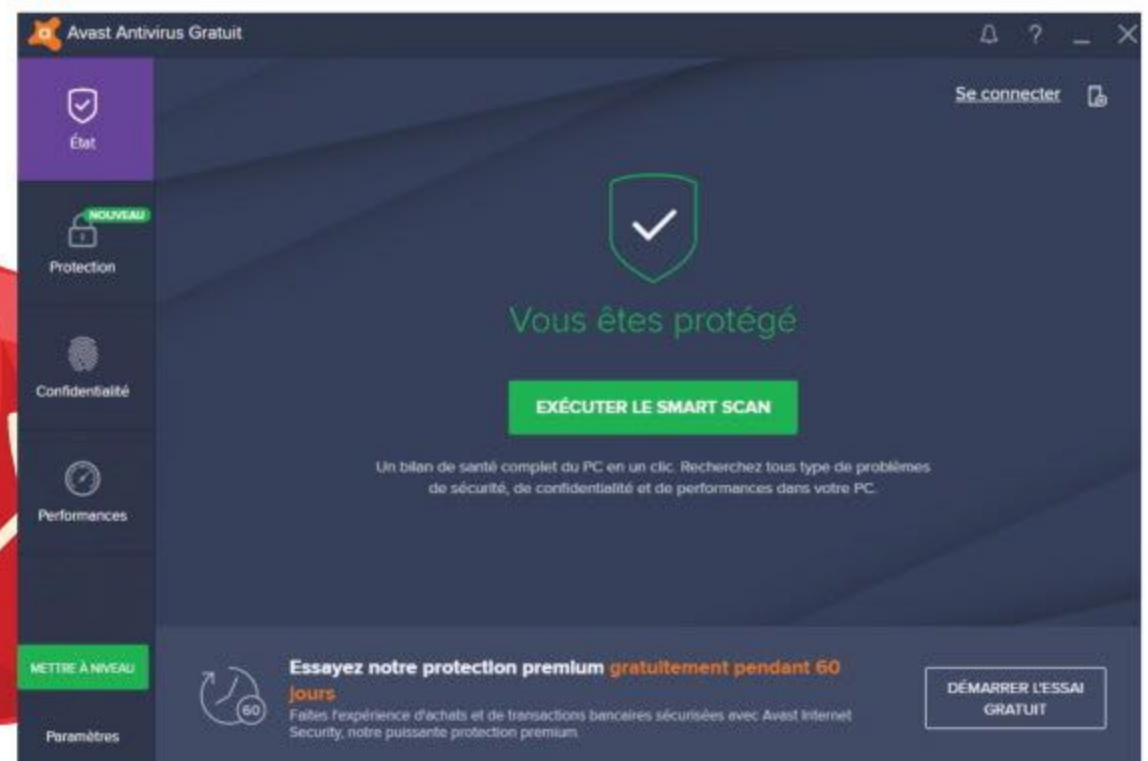 Avast Antivirus Gratuit
Se connecter
État
NOUVEAU
Protection
Confidentialité
Performances
METTRE À NIVEAU
Paramètres
Vous êtes protégé
EXÉCUTER LE SMART SCAN
Un bilan de santé complet du PC en un clic. Recherchez tous type de problèmes
de sécurité, de confidentialité et de performances dans votre PC.
60
Essayez notre protection premium gratuitement pendant 60
jours
Faites l'expérience d'achats et de transactions bancaires sécurisées avec Avast Internet
Security, notre puissante protection premium.
DÉMARRER L'ESSAI
GRATUIT